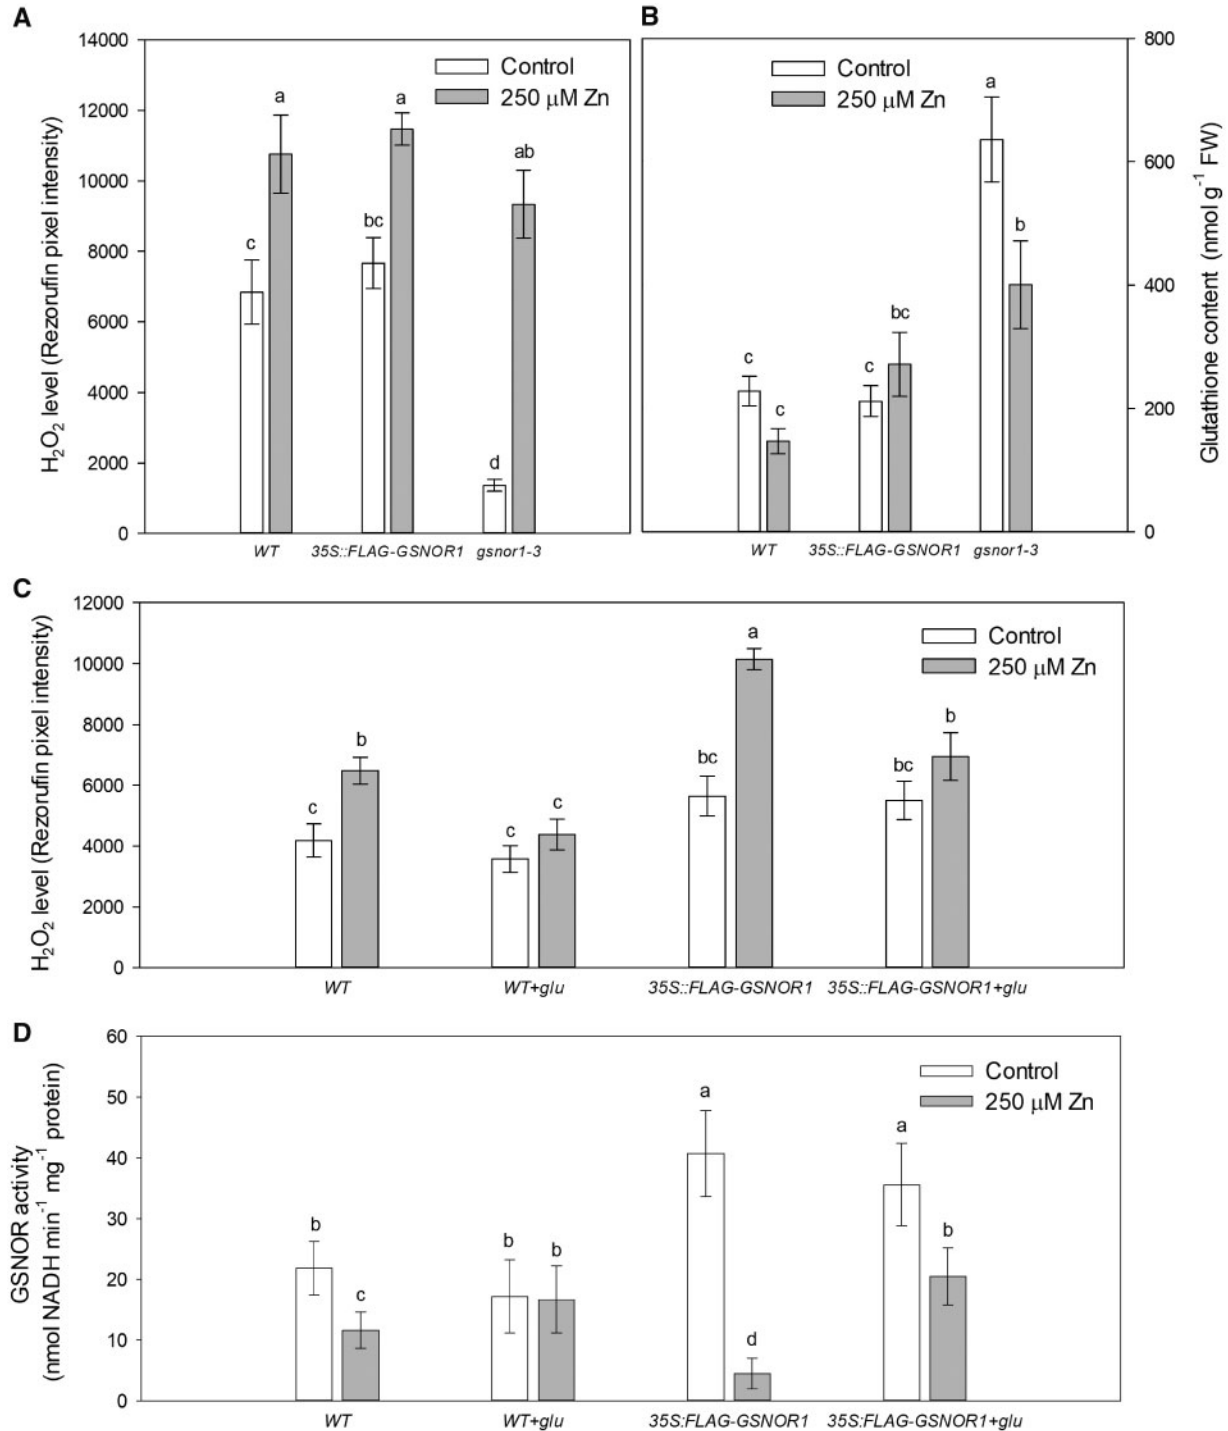 A
H₂O₂ level (Rezorufin pixel intensity)
14000
12000
10000
8000
6000
4000
2000
0
Control
250 μM Zn
c
a
bc
a
d
ab
WT
35S::FLAG-GSNOR1
gsnor1-3
B
Control
250 μM Zn
c
c
c
bc
a
b
800
600
400
200
0
Glutathione content (nmol g⁻¹ FW)
WT
35S::FLAG-GSNOR1
gsnor1-3
C
H₂O₂ level (Rezorufin pixel intensity)
12000
10000
8000
6000
4000
2000
0
Control
250 μM Zn
c
b
c
c
bc
a
bc
b
WT
WT+glu
35S::FLAG-GSNOR1
35S::FLAG-GSNOR1+glu
D
GSNOR activity
(nmol NADH min⁻¹ mg⁻¹ protein)
60
50
40
30
20
10
0
Control
250 μM Zn
b
c
b
b
a
d
a
b
WT
WT+glu
35S:FLAG-GSNOR1
35S:FLAG-GSNOR1+glu